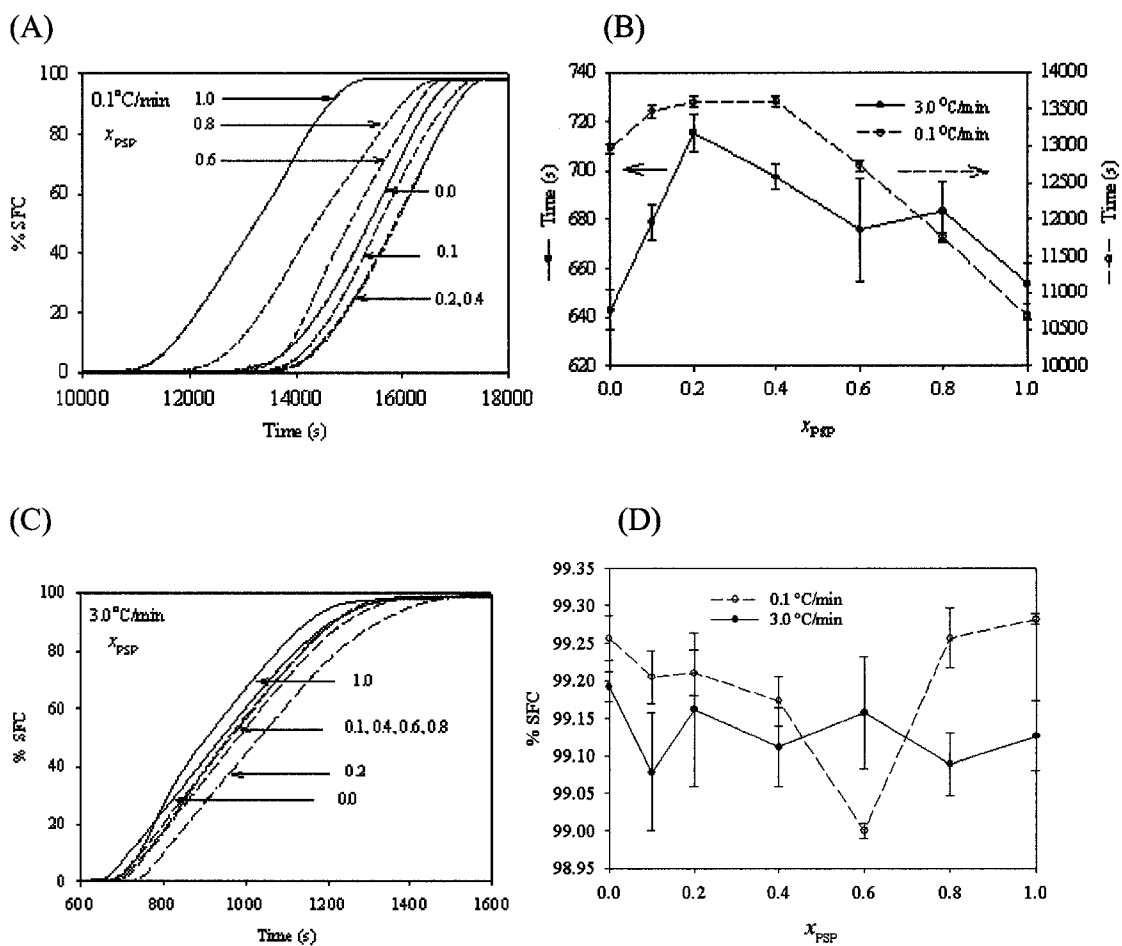 (A)
(B)
100
80
60
40
20
0
% SFC
0.1°C/min
xPSP
1.0
0.8
0.6
0.0
0.1
0.2, 0.4
10000 12000 14000 16000 18000
Time (s)
740
720
700
680
660
640
620
Time (s)
3.0 °C/min
0.1 °C/min
14000
13500
13000
12500
12000
11500
11000
10500
10000
Time (s)
0.0 0.2 0.4 0.6 0.8 1.0
xPSP
(C)
(D)
100
80
60
40
20
0
% SFC
3.0°C/min
xPSP
1.0
0.1, 0.4, 0.6, 0.8
0.2
0.0
600 800 1000 1200 1400 1600
Time (s)
99.35
99.30
99.25
99.20
99.15
99.10
99.05
99.00
98.95
% SFC
0.1 °C/min
3.0 °C/min
0.0 0.2 0.4 0.6 0.8 1.0
xPSP